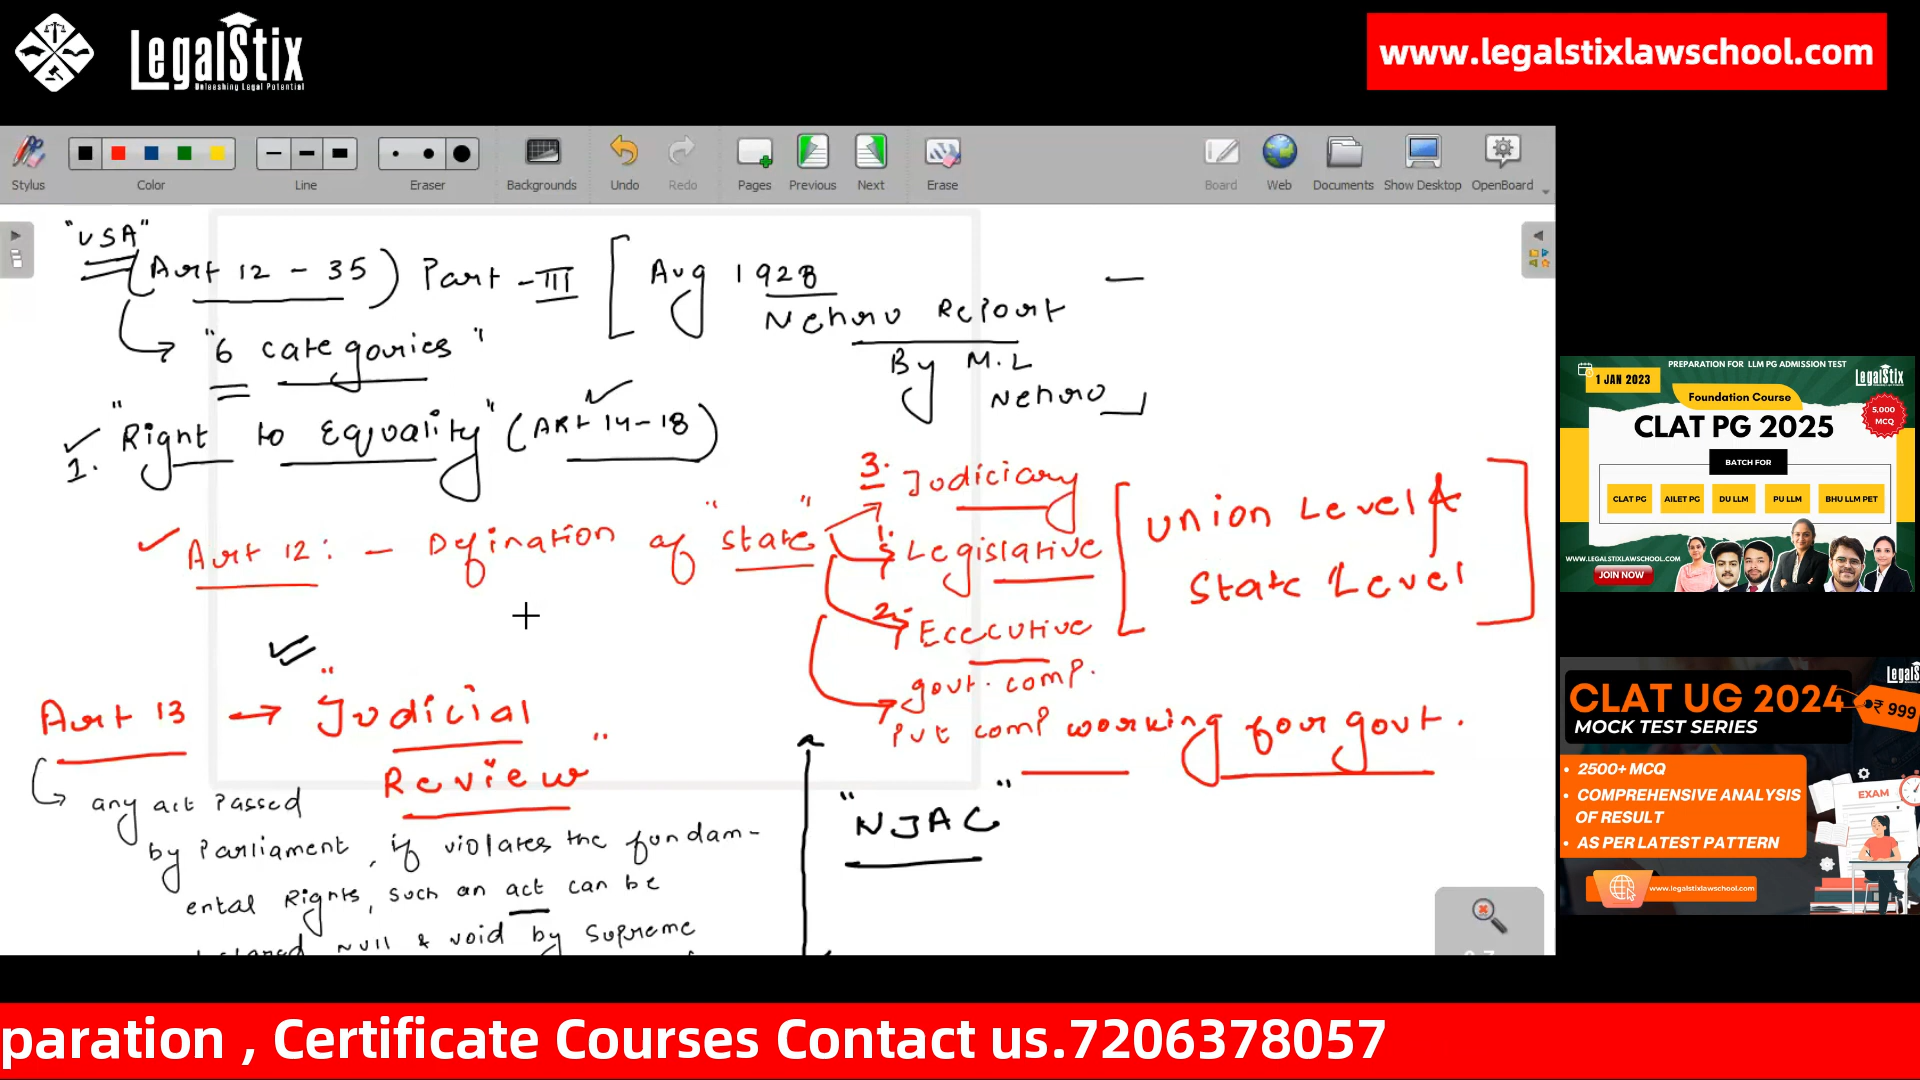 LegalStix
Unleashing Legal Potential
www.legalstixlawschool.com
Stylus
Color
Line
Eraser
Backgrounds
Undo
Redo
Pages
Previous
Next
Erase
Board
Web
Documents
Show Desktop
OpenBoard
"USA"
(Art 12 - 35) Part - III [ Aug 1928
Nehru Report
By M.L
Nehru ]
"6 categories"
1. "Right to Equality" (ART 14-18)
Art 12: - Defination of "state"
3. Judiciary
1. Legislative
2. Ececutive
govt. comp.
Pvt comp working for govt.
[ Union Level &
State Level ]
Art 13 → "Judicial
Review"
any act passed
by Parliament, if violates the fundam-
ental Rights, such an act can be
Null & void by Supreme
"NJAC"
1 JAN 2023
PREPARATION FOR LLM PG ADMISSION TEST
LegalStix
Foundation Course
5,000
MCQ
CLAT PG 2025
BATCH FOR
CLAT PG
AILET PG
DU LLM
PU LLM
BHU LLM PET
WWW.LEGALSTIXLAWSCHOOL.COM
JOIN NOW
CLAT UG 2024
MOCK TEST SERIES
₹ 999
• 2500+ MCQ
• COMPREHENSIVE ANALYSIS
OF RESULT
• AS PER LATEST PATTERN
EXAM
www.legalstixlawschool.com
paration , Certificate Courses Contact us.7206378057